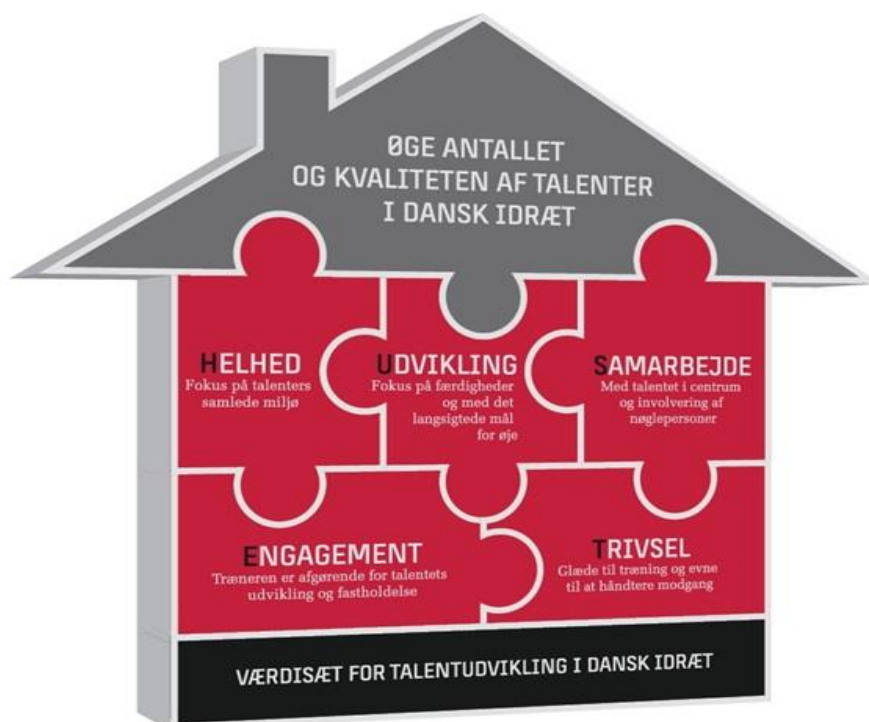 ØGE ANTALLET
OG KVALITETEN AF TALENTER
I DANSK IDRÆT
HELHED
Fokus på talenters
samlede miljø
UDVIKLING
Fokus på færdigheder
og med det
langsigtede mål
for øje
SAMARBEJDE
Med talentet i centrum
og involvering af
nøglepersoner
ENGAGEMENT
Træneren er afgørende for talentets
udvikling og fastholdelse
TRIVSEL
Glæde til træning og evne
til at håndtere modgang
VÆRDISÆT FOR TALENTUDVIKLING I DANSK IDRÆT